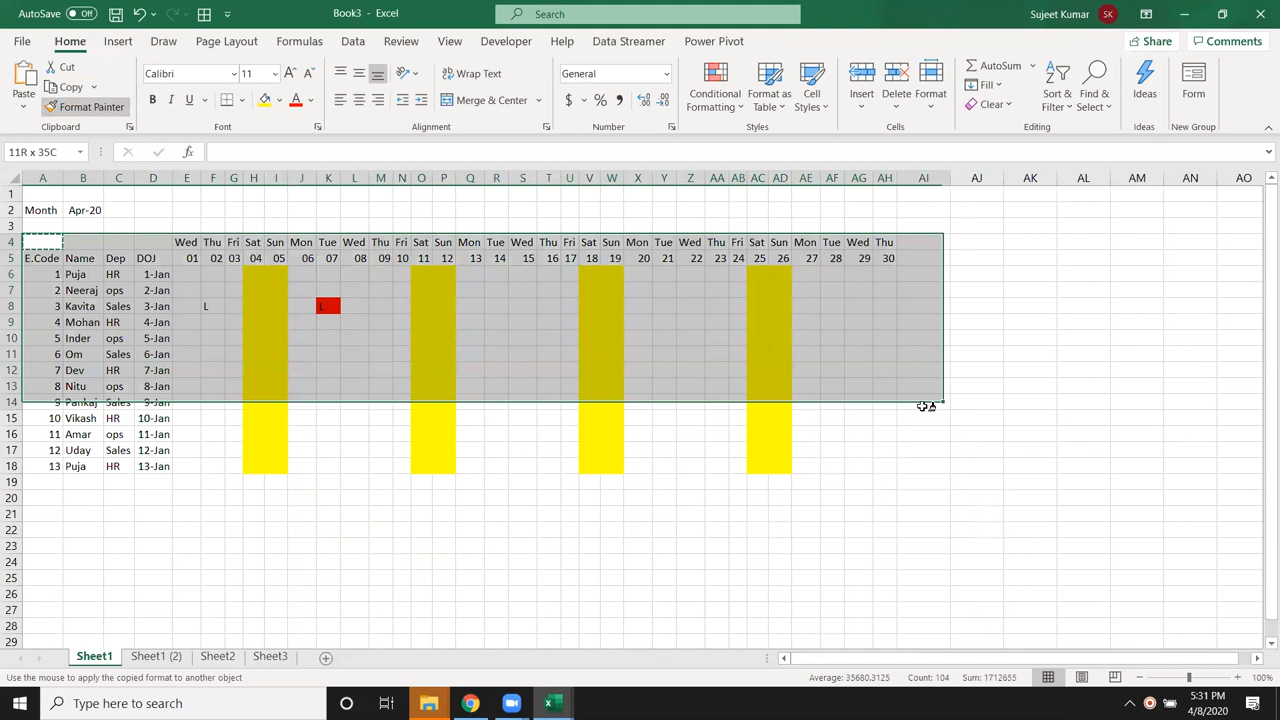 AutoSave Off Book3 - Excel Search Sujeet Kumar SK
File Home Insert Draw Page Layout Formulas Data Review View Developer Help Data Streamer Power Pivot Share Comments
Cut Calibri 11 Wrap Text General AutoSum
Copy Fill
Paste Format Painter B I U Merge & Center $ % Conditional Formatting Format as Table Cell Styles Insert Delete Format Clear Sort & Filter Find & Select Ideas Form
Clipboard Font Alignment Number Styles Cells Editing Ideas New Group
11R x 35C fx
A B C D E F G H I J K L M N O P Q R S T U V W X Y Z AA AB AC AD AE AF AG AH AI AJ AK AL AM AN AO
1
2 Month Apr-20
3
4 Wed Thu Fri Sat Sun Mon Tue Wed Thu Fri Sat Sun Mon Tue Wed Thu Fri Sat Sun Mon Tue Wed Thu Fri Sat Sun Mon Tue Wed Thu
5 E.Code Name Dep DOJ 01 02 03 04 05 06 07 08 09 10 11 12 13 14 15 16 17 18 19 20 21 22 23 24 25 26 27 28 29 30
6 1 Puja HR 1-Jan
7 2 Neeraj ops 2-Jan
8 3 Kavita Sales 3-Jan L L
9 4 Mohan HR 4-Jan
10 5 Inder ops 5-Jan
11 6 Om Sales 6-Jan
12 7 Dev HR 7-Jan
13 8 Nitu ops 8-Jan
14 9 Pankaj Sales 9-Jan
15 10 Vikash HR 10-Jan
16 11 Amar ops 11-Jan
17 12 Uday Sales 12-Jan
18 13 Puja HR 13-Jan
19
20
21
22
23
24
25
26
27
28
29
Sheet1 Sheet1 (2) Sheet2 Sheet3
Use the mouse to apply the copied format to another object Average: 35680.3125 Count: 104 Sum: 1712655 100%
Type here to search 5:31 PM
4/8/2020